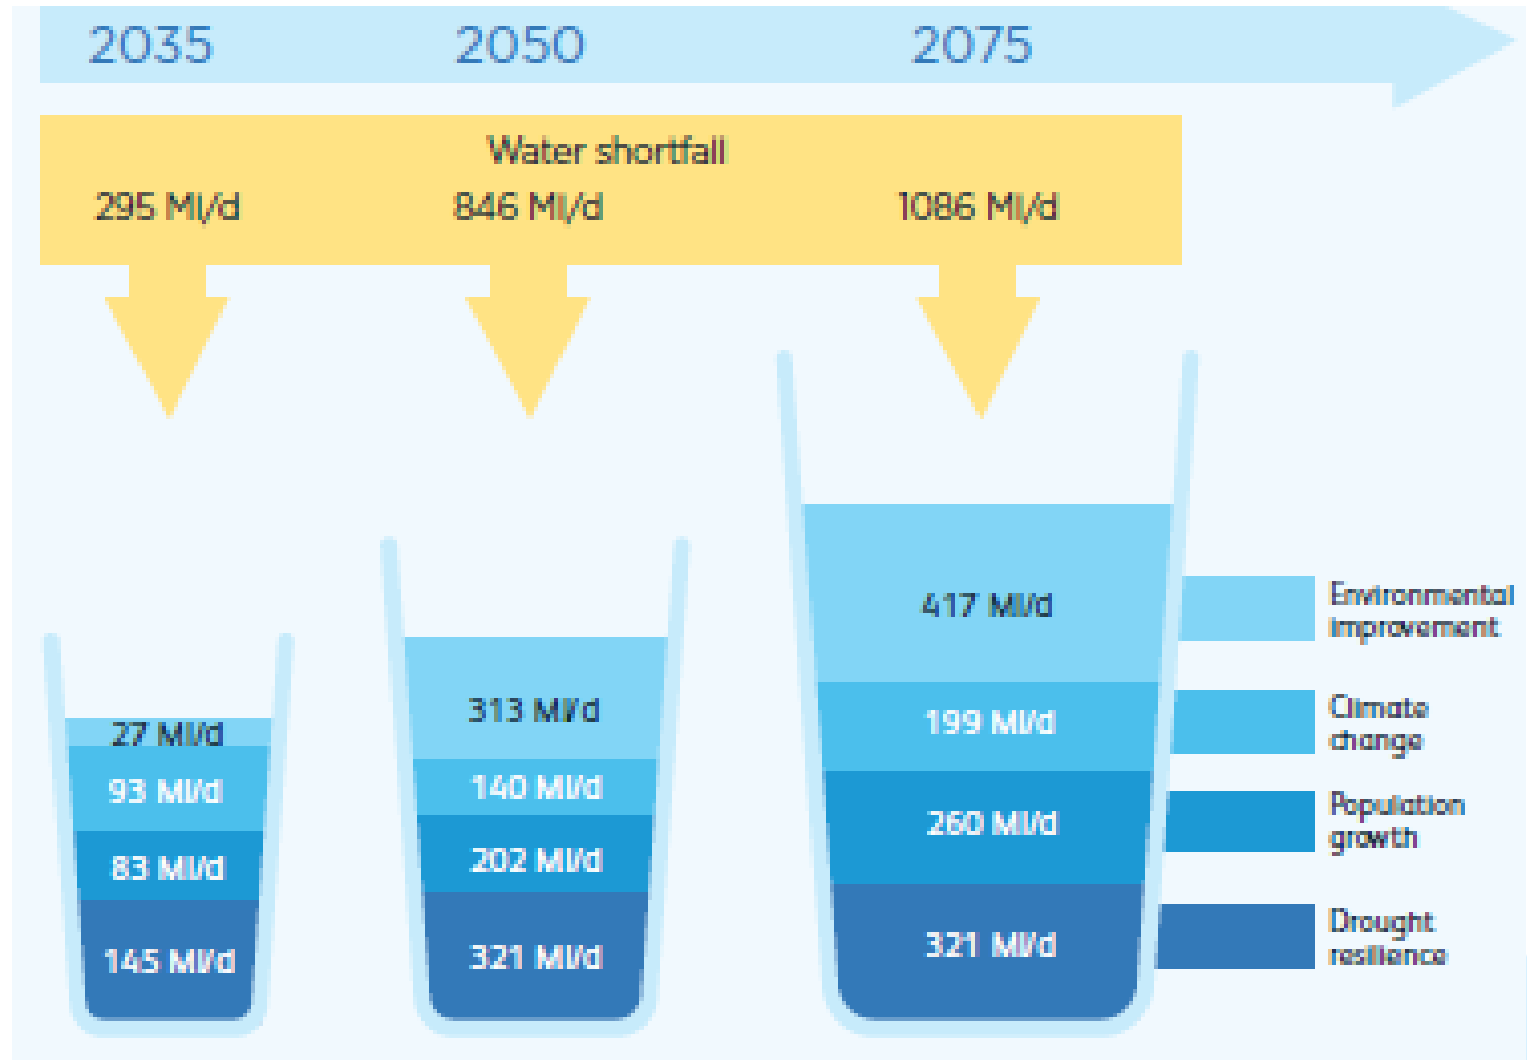 2035 2050 2075
Water shortfall
295 Ml/d 846 Ml/d 1086 Ml/d
417 Ml/d
Environmental
improvement
313 Ml/d
199 Ml/d
Climate
change
27 Ml/d
93 Ml/d
140 Ml/d
260 Ml/d
Population
growth
83 Ml/d
202 Ml/d
145 Ml/d
321 Ml/d
321 Ml/d
Drought
resilience